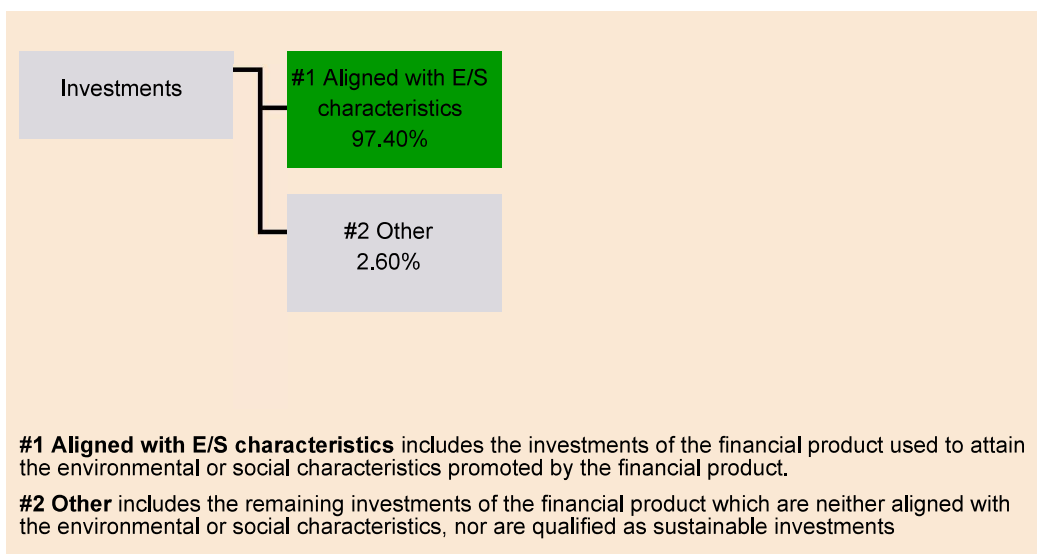 Investments
#1 Aligned with E/S
characteristics
97.40%
#2 Other
2.60%
#1 Aligned with E/S characteristics includes the investments of the financial product used to attain
the environmental or social characteristics promoted by the financial product.
#2 Other includes the remaining investments of the financial product which are neither aligned with
the environmental or social characteristics, nor are qualified as sustainable investments